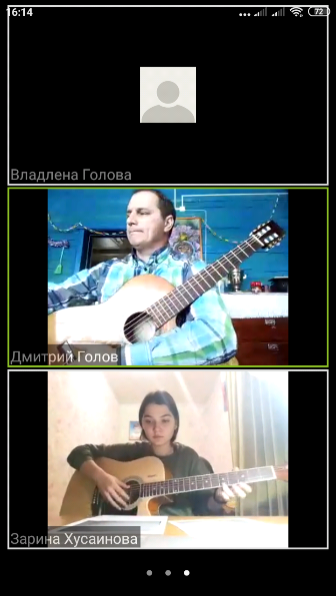 16:14
72
Владлена Голова
Дмитрий Голов
Зарина Хусаинова